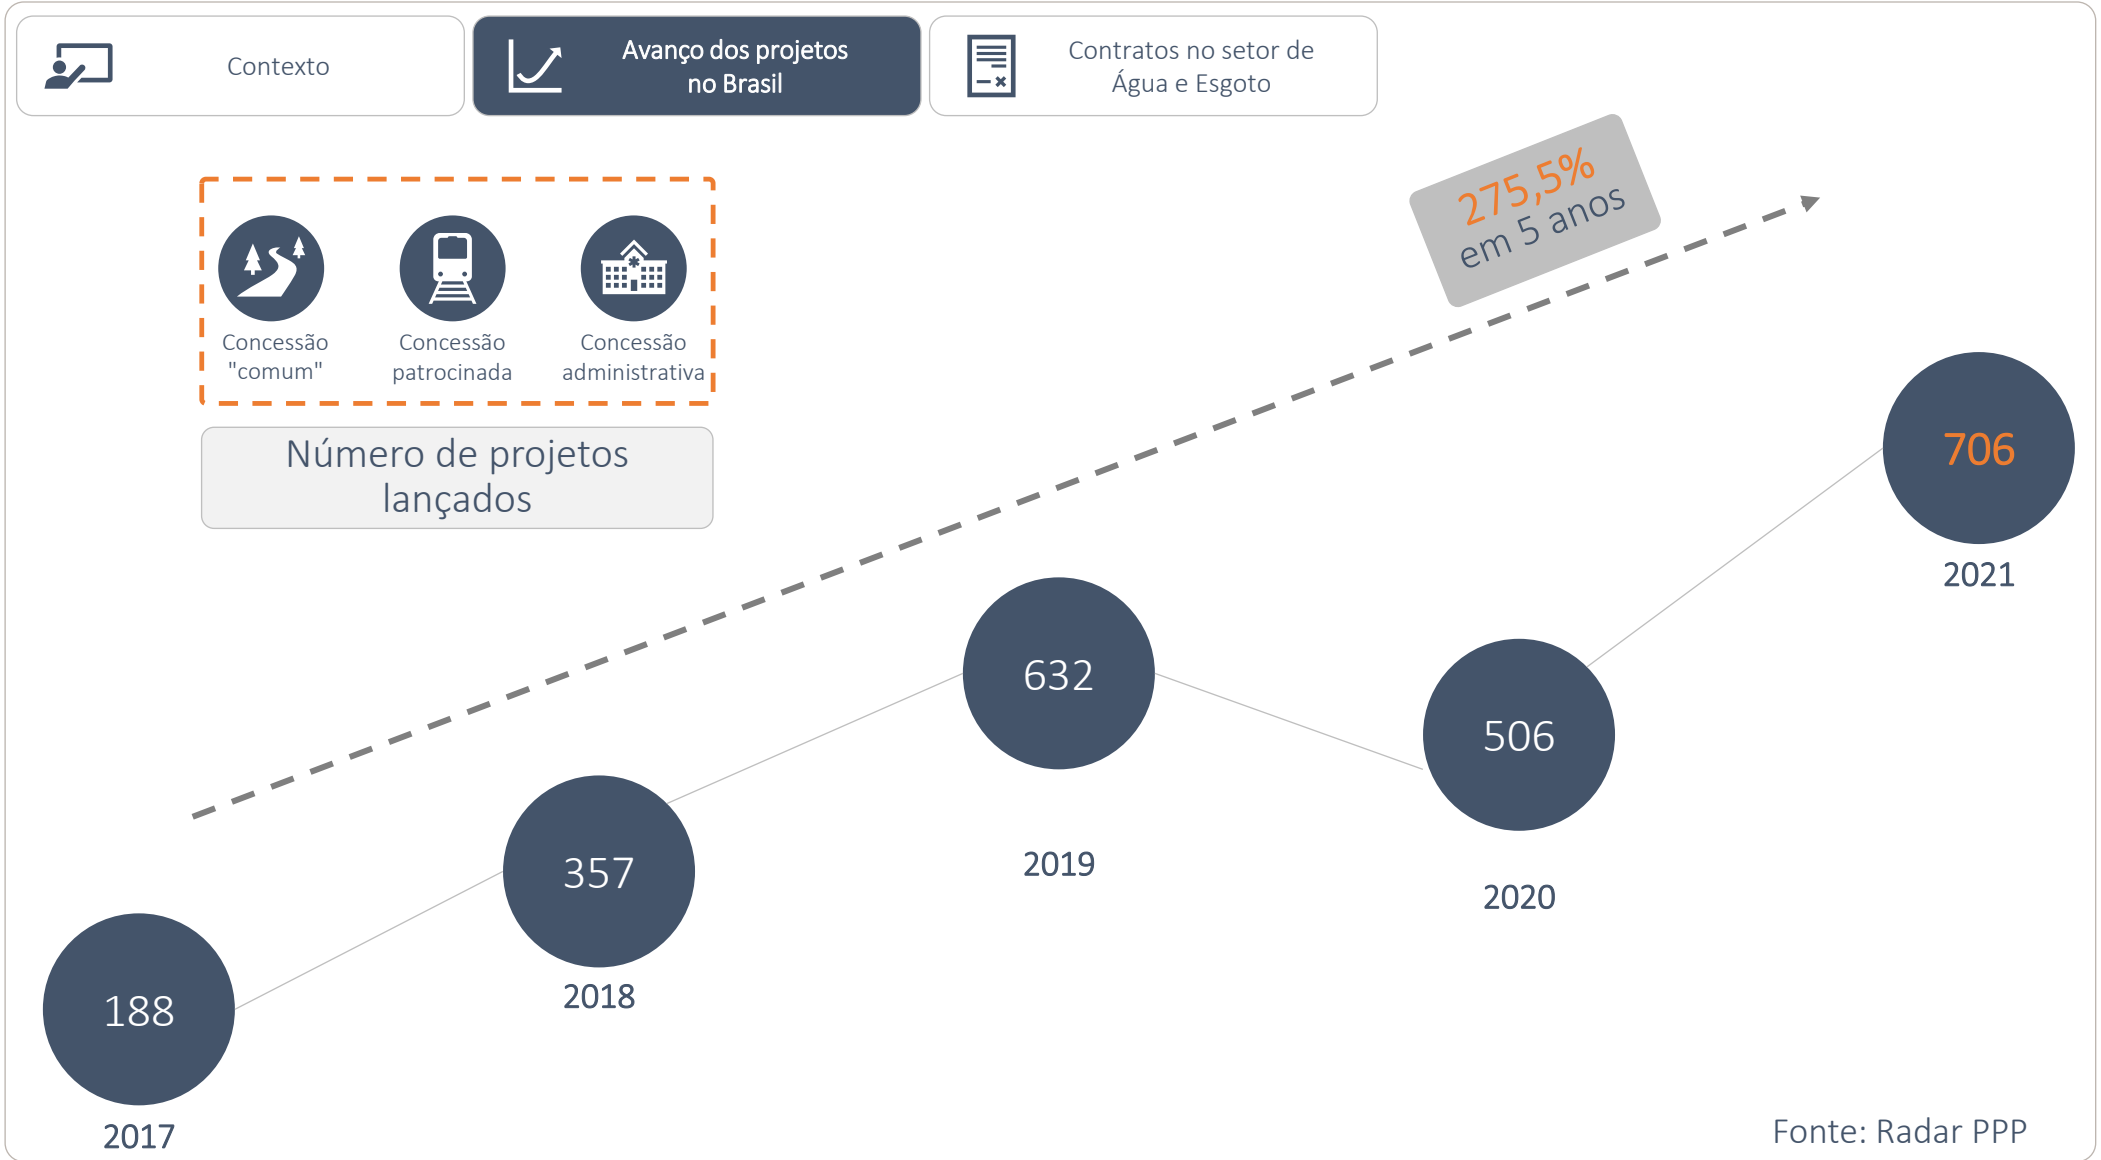 Contexto
Avanço dos projetos
no Brasil
Contratos no setor de
Água e Esgoto
275,5%
em 5 anos
Concessão
"comum"
Concessão
patrocinada
Concessão
administrativa
Número de projetos
lançados
706
2021
632
2019
506
2020
357
2018
188
2017
Fonte: Radar PPP